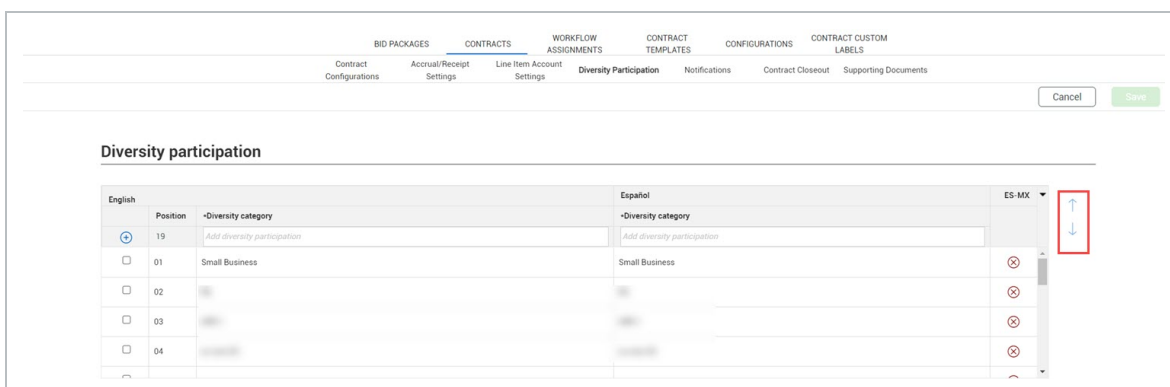 BID PACKAGES CONTRACTS WORKFLOW ASSIGNMENTS CONTRACT TEMPLATES CONFIGURATIONS CONTRACT CUSTOM LABELS
Contract Configurations Accrual/Receipt Settings Line Item Account Settings Diversity Participation Notifications Contract Closeout Supporting Documents
Cancel Save
Diversity participation
English Español ES-MX
Position *Diversity category *Diversity category
19 Add diversity participation Add diversity participation
01 Small Business Small Business
02
03
04